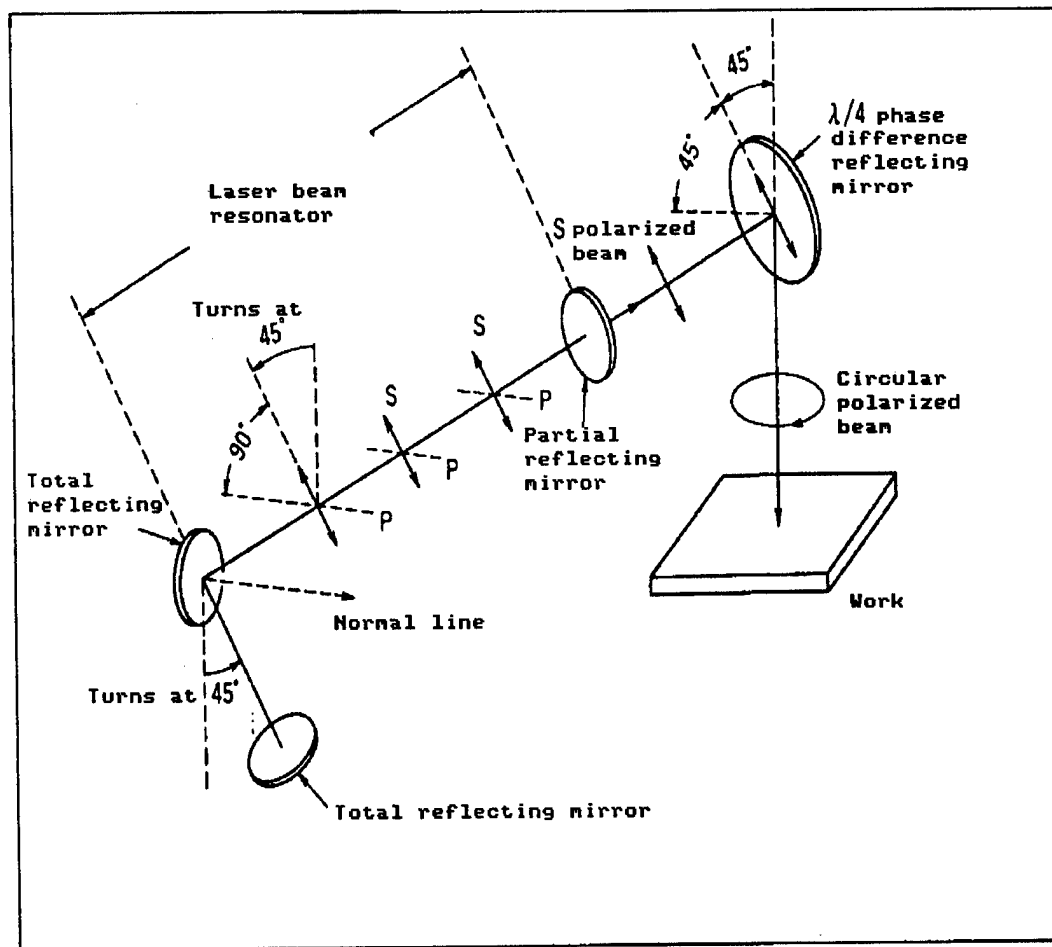 45°
λ/4 phase
difference
reflecting
mirror
45°
Laser beam
resonator
S polarized
beam
Turns at
45°
S
S
90°
P
P
P
Partial
reflecting
mirror
Circular
polarized
beam
Total
reflecting
mirror
Normal line
Work
Turns at 45°
Total reflecting mirror